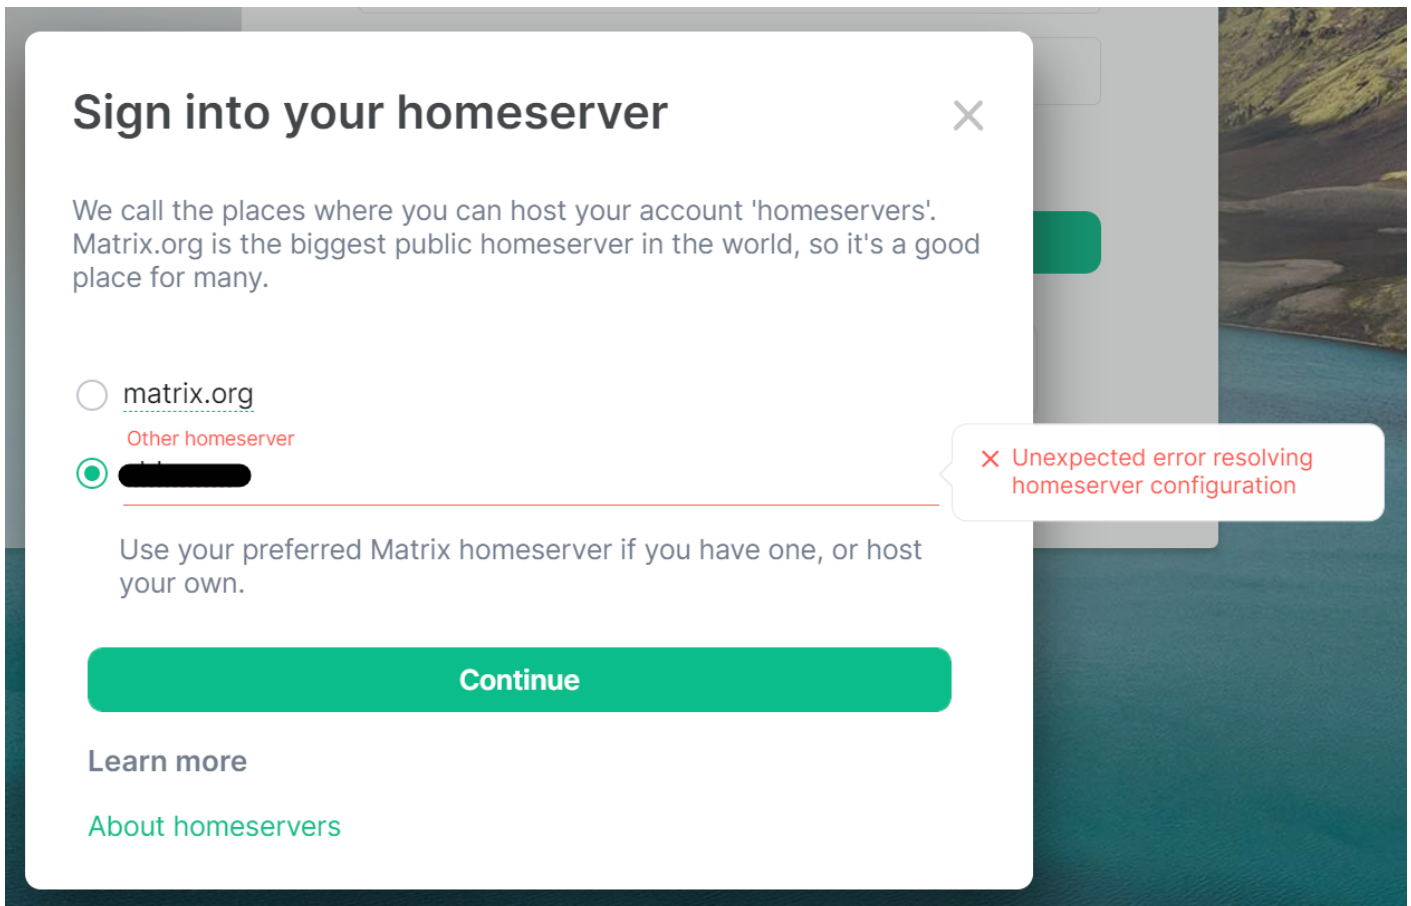 Sign into your homeserver
We call the places where you can host your account 'homeservers'.
Matrix.org is the biggest public homeserver in the world, so it's a good
place for many.
matrix.org
Other homeserver
Unexpected error resolving
homeserver configuration
Use your preferred Matrix homeserver if you have one, or host
your own.
Continue
Learn more
About homeservers